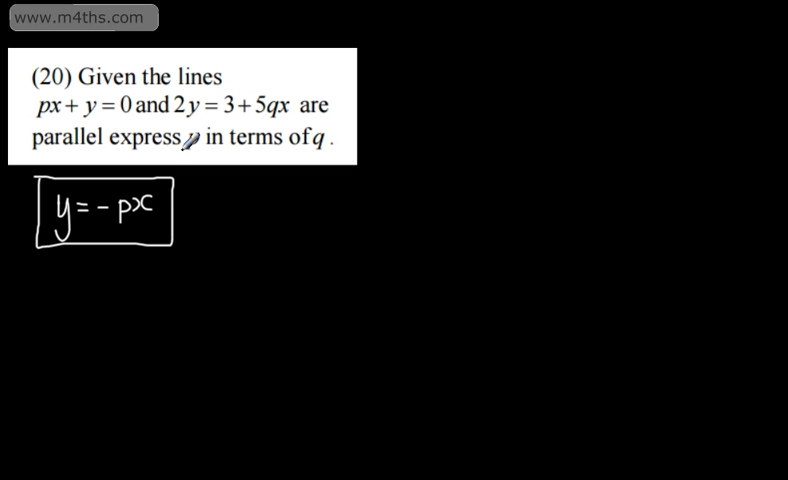 www.m4ths.com
(20) Given the lines
px + y = 0 and 2y = 3 + 5qx are
parallel express p in terms of q .
y = - px